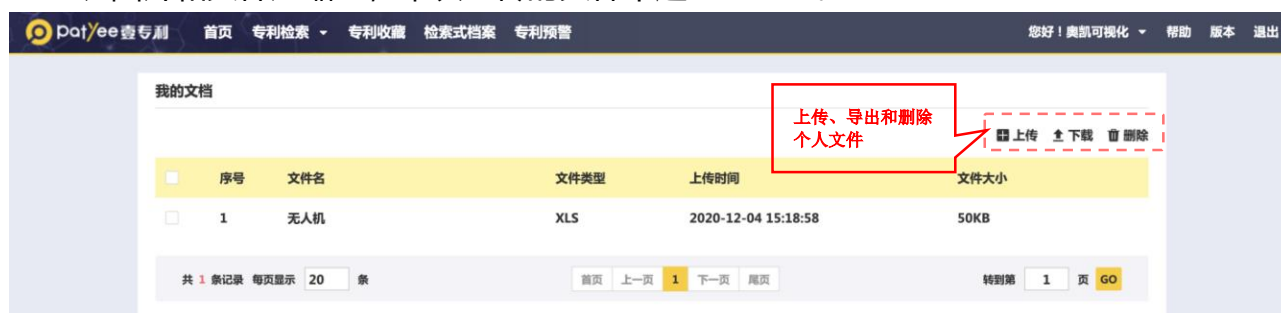 patyee壹专利 首页 专利检索 专利收藏 检索式档案 专利预警 您好！奥凯可视化 帮助 版本 退出
我的文档
上传、导出和删除
个人文件
上传 下载 删除
序号 文件名 文件类型 上传时间 文件大小
1 无人机 XLS 2020-12-04 15:18:58 50KB
共 1 条记录 每页显示 20 条 首页 上一页 1 下一页 尾页 转到第 1 页 GO